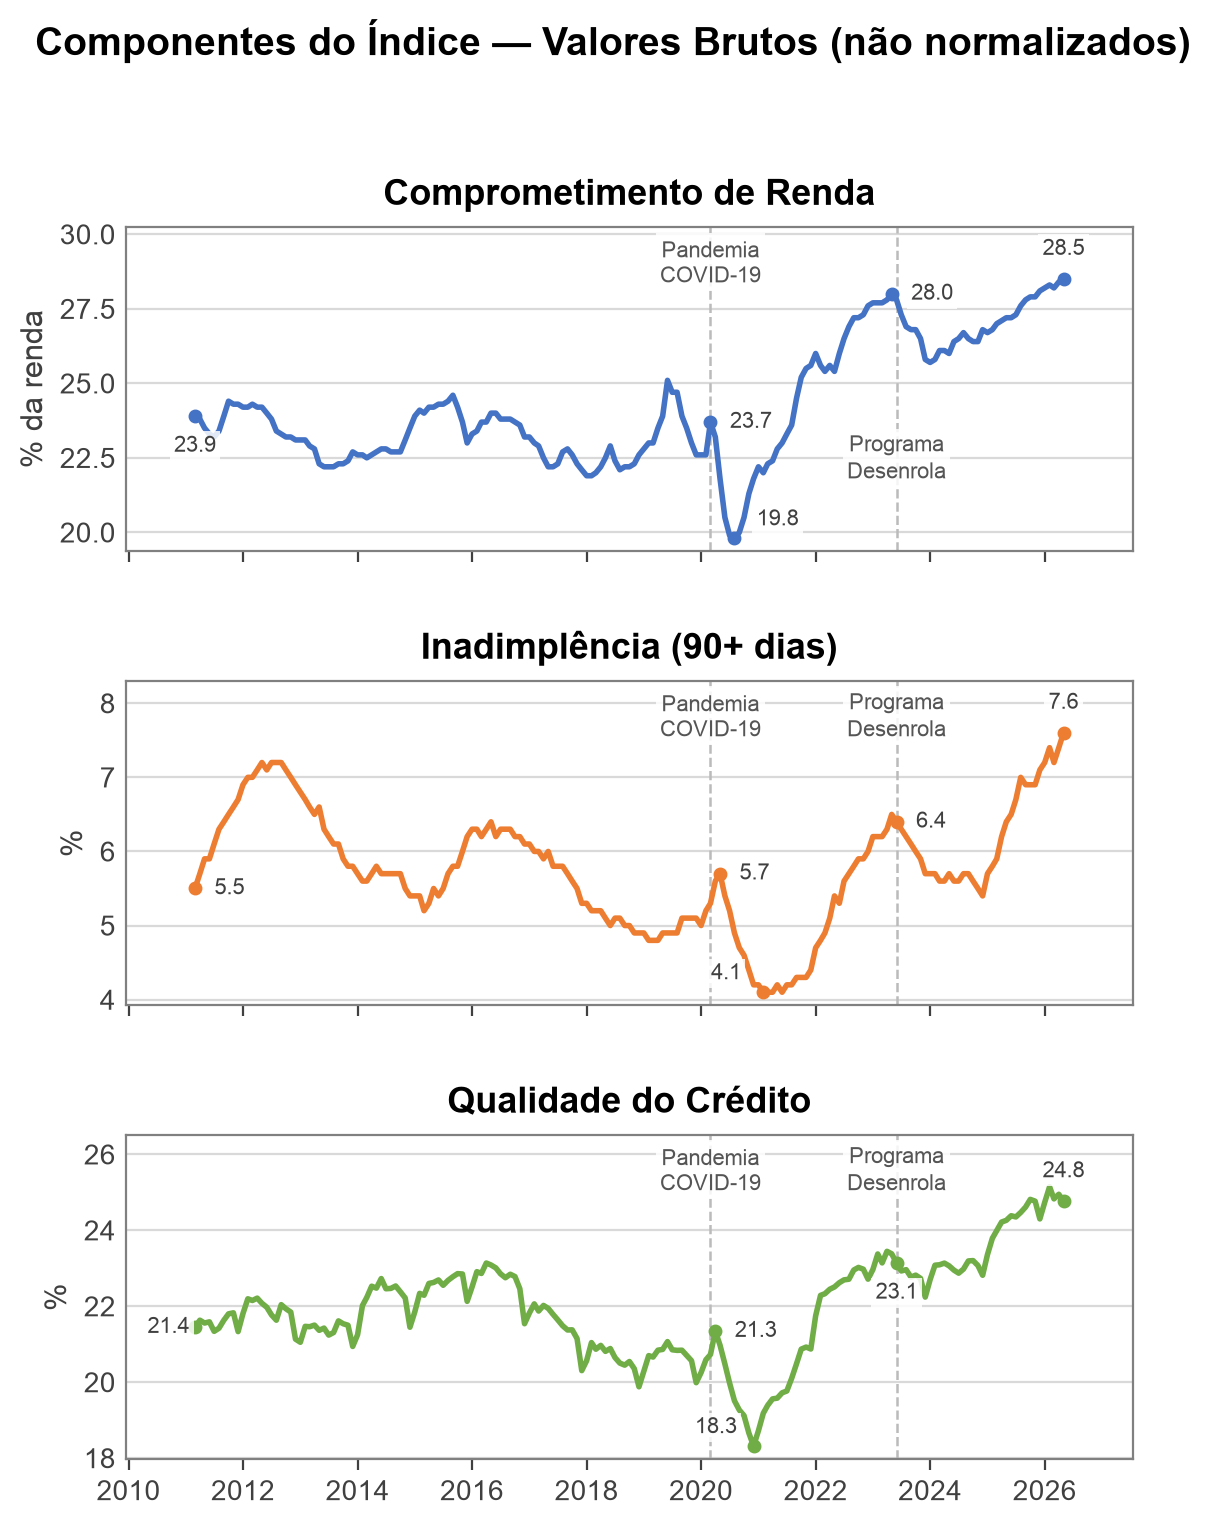 Componentes do Índice — Valores Brutos (não normalizados)
Comprometimento de Renda
% da renda
30.0
27.5
25.0
22.5
20.0
Pandemia
COVID-19
Programa
Desenrola
23.9
23.7
19.8
28.0
28.5
Inadimplência (90+ dias)
%
8
7
6
5
4
Pandemia
COVID-19
Programa
Desenrola
5.5
5.7
4.1
6.4
7.6
Qualidade do Crédito
%
26
24
22
20
18
Pandemia
COVID-19
Programa
Desenrola
21.4
21.3
18.3
23.1
24.8
2010 2012 2014 2016 2018 2020 2022 2024 2026